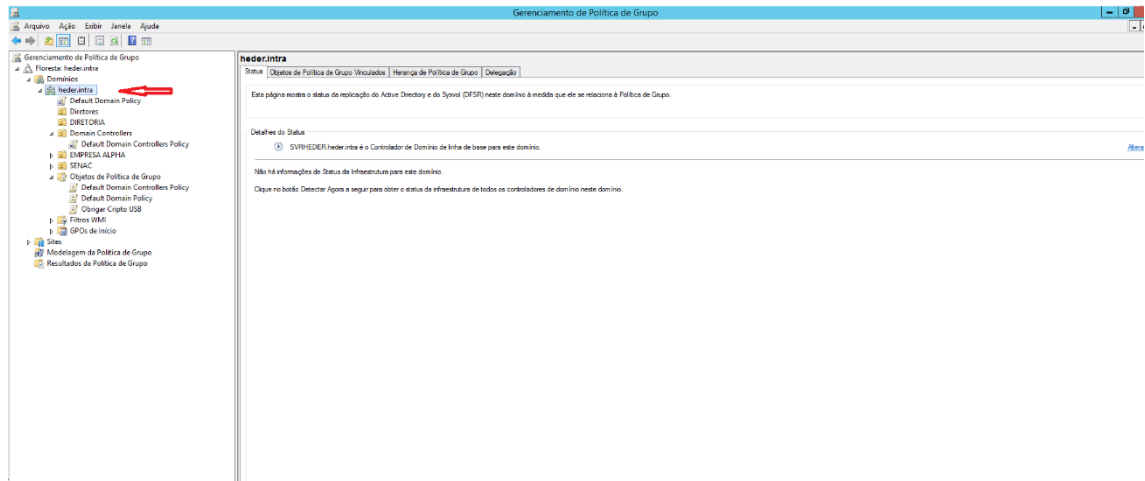 Gerenciamento de Política de Grupo
Arquivo Ação Exibir Janela Ajuda
Gerenciamento de Política de Grupo
Floresta: heder.intra
Domínios
heder.intra
Default Domain Policy
Diretores
DIRETORIA
Domain Controllers
Default Domain Controllers Policy
EMPRESA ALPHA
SENAC
Objetos de Política de Grupo
Default Domain Controllers Policy
Default Domain Policy
Obrigar Cripto USB
Filtros WMI
GPOs de Início
Sites
Modelagem da Política de Grupo
Resultados da Política de Grupo
heder.intra
Status Objetos de Política de Grupo Vinculados Herança de Política de Grupo Delegação
Esta página mostra o status da replicação do Active Directory e do Sysvol (DFSR) neste domínio à medida que ele se relaciona à Política de Grupo.
Detalhes do Status
SVRHEDER.heder.intra é o Controlador de Domínio de linha de base para este domínio.
Não há informações de Status da Infraestrutura para este domínio.
Clique no botão Detectar Agora a seguir para obter o status da infraestrutura de todos os controladores de domínio neste domínio.